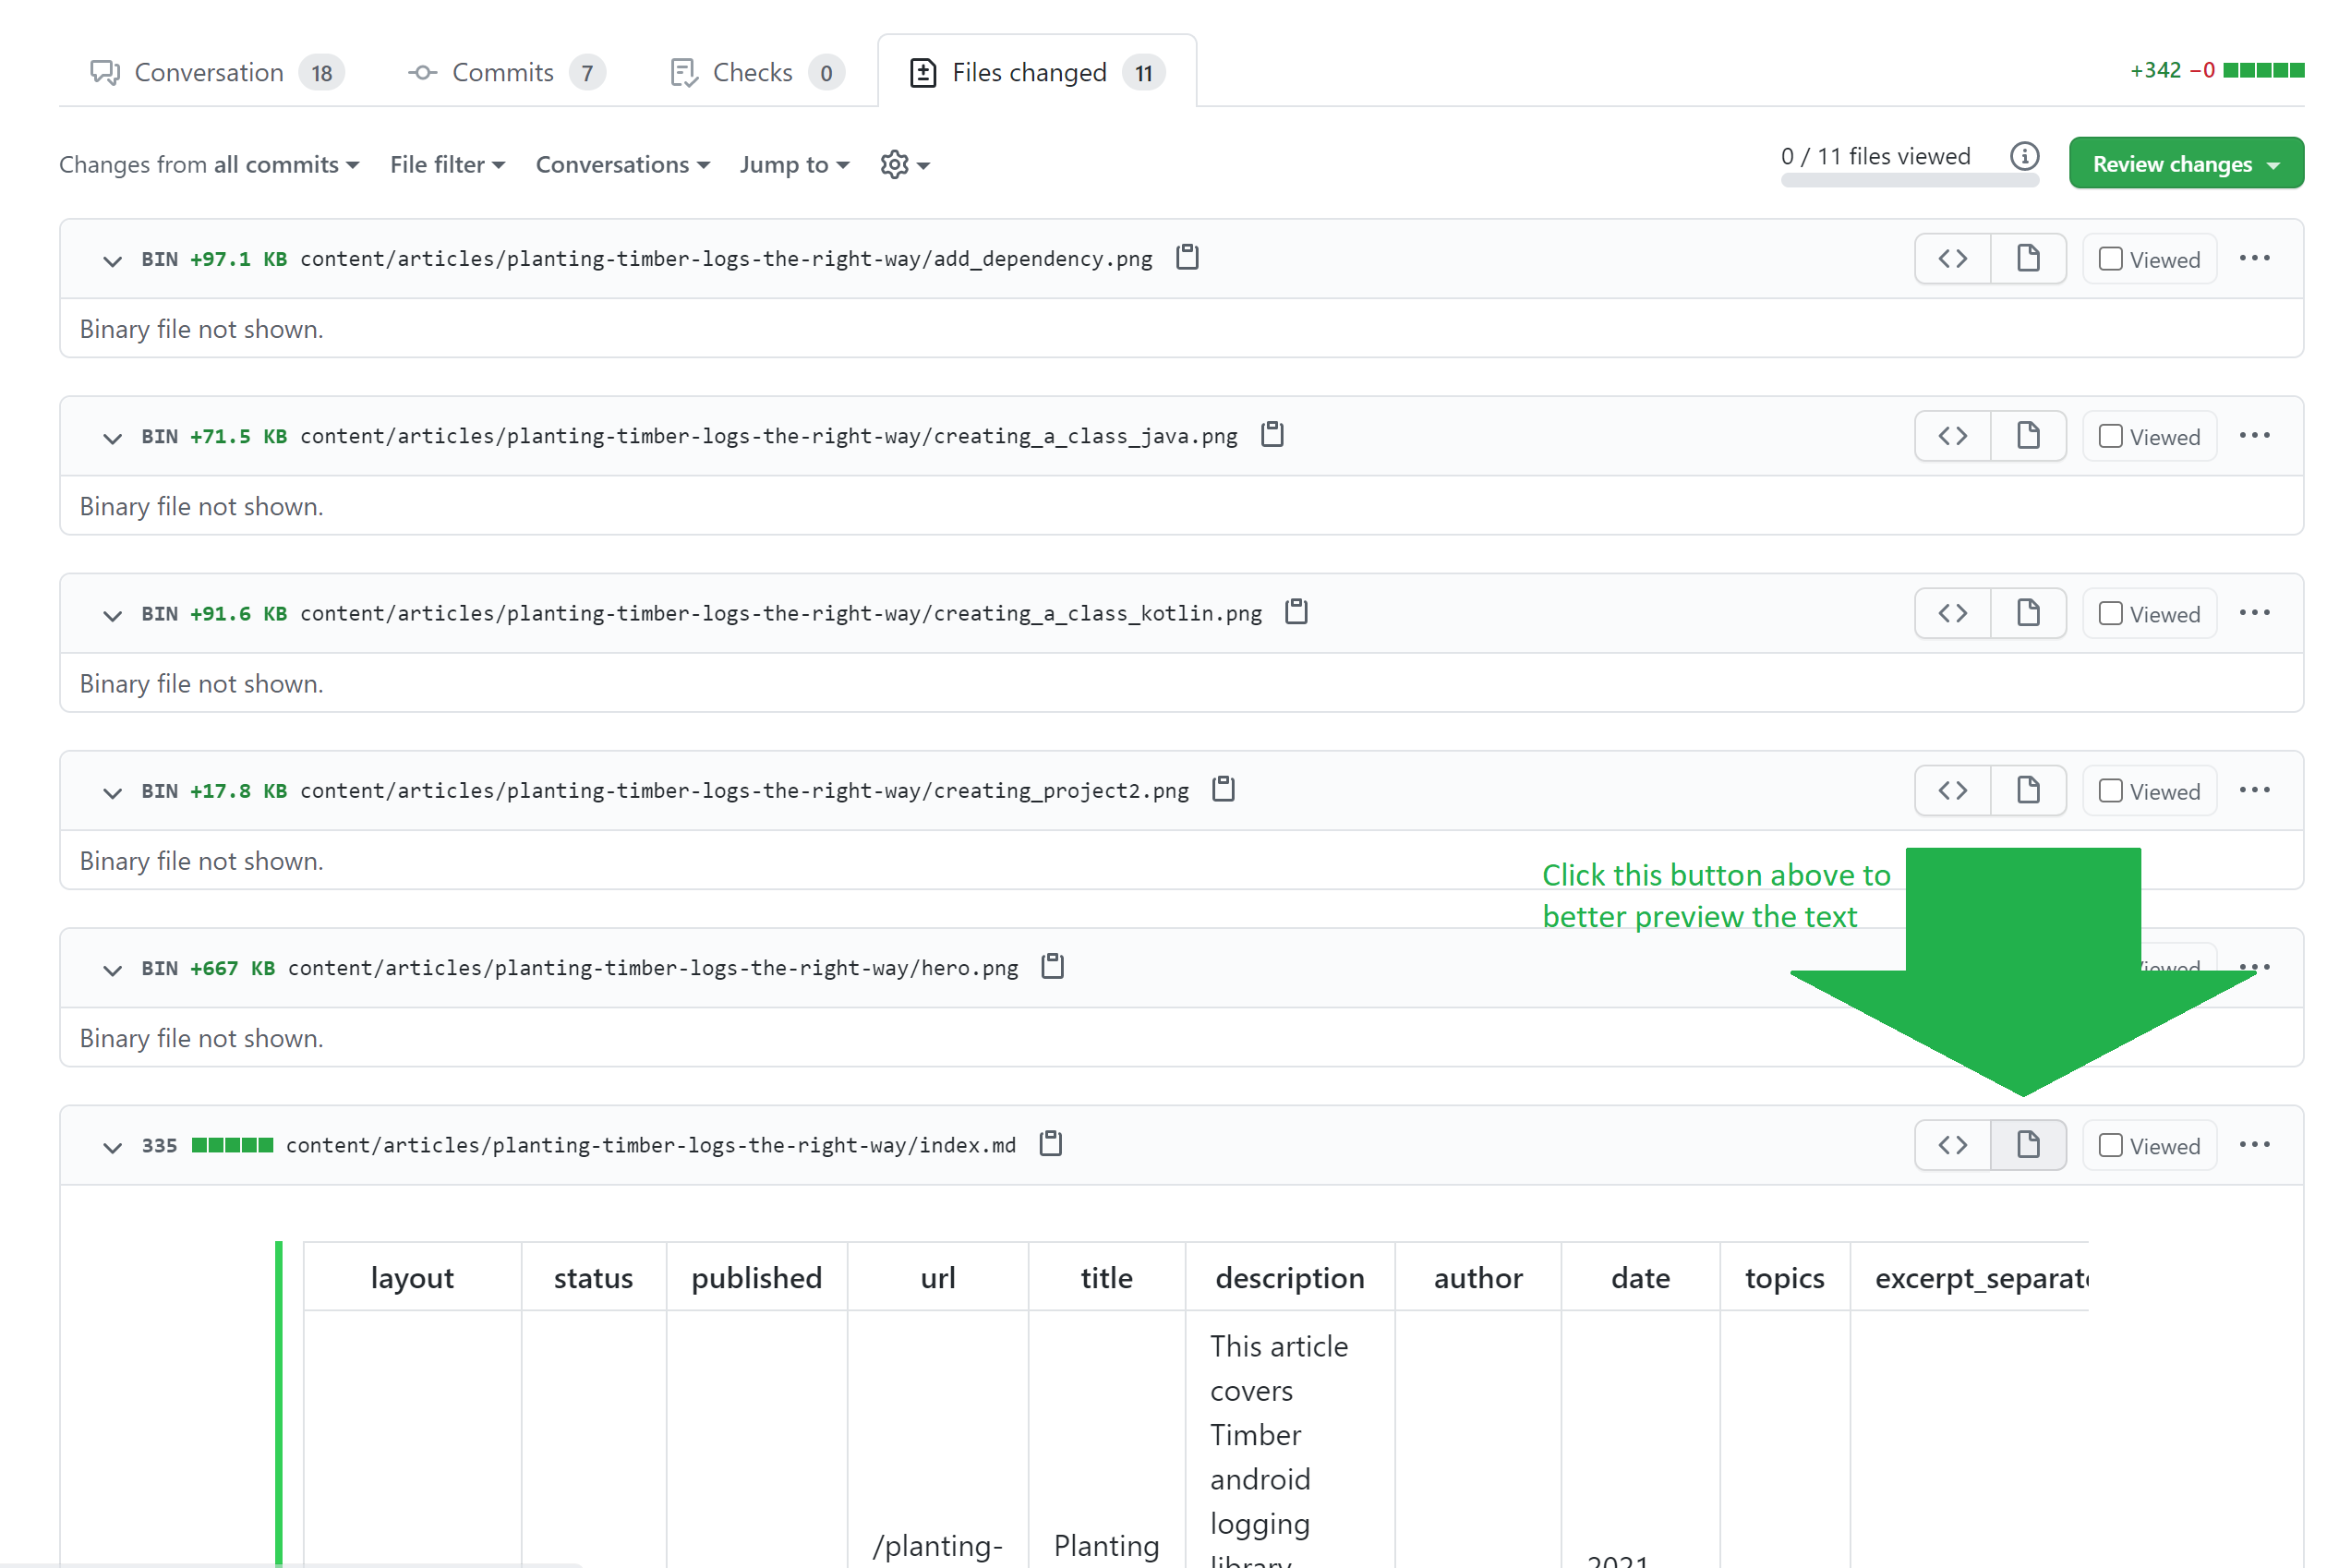 Conversation 18 Commits 7 Checks 0 Files changed 11 +342 −0
Changes from all commits File filter Conversations Jump to 0 / 11 files viewed Review changes
BIN +97.1 KB content/articles/planting-timber-logs-the-right-way/add_dependency.png Viewed
Binary file not shown.
BIN +71.5 KB content/articles/planting-timber-logs-the-right-way/creating_a_class_java.png Viewed
Binary file not shown.
BIN +91.6 KB content/articles/planting-timber-logs-the-right-way/creating_a_class_kotlin.png Viewed
Binary file not shown.
BIN +17.8 KB content/articles/planting-timber-logs-the-right-way/creating_project2.png Viewed
Binary file not shown.
Click this button above to
better preview the text
BIN +667 KB content/articles/planting-timber-logs-the-right-way/hero.png Viewed
Binary file not shown.
335 content/articles/planting-timber-logs-the-right-way/index.md Viewed
layout status published url title description author date topics excerpt_separate
This article
covers
Timber
android
logging
/planting- Planting library 2021